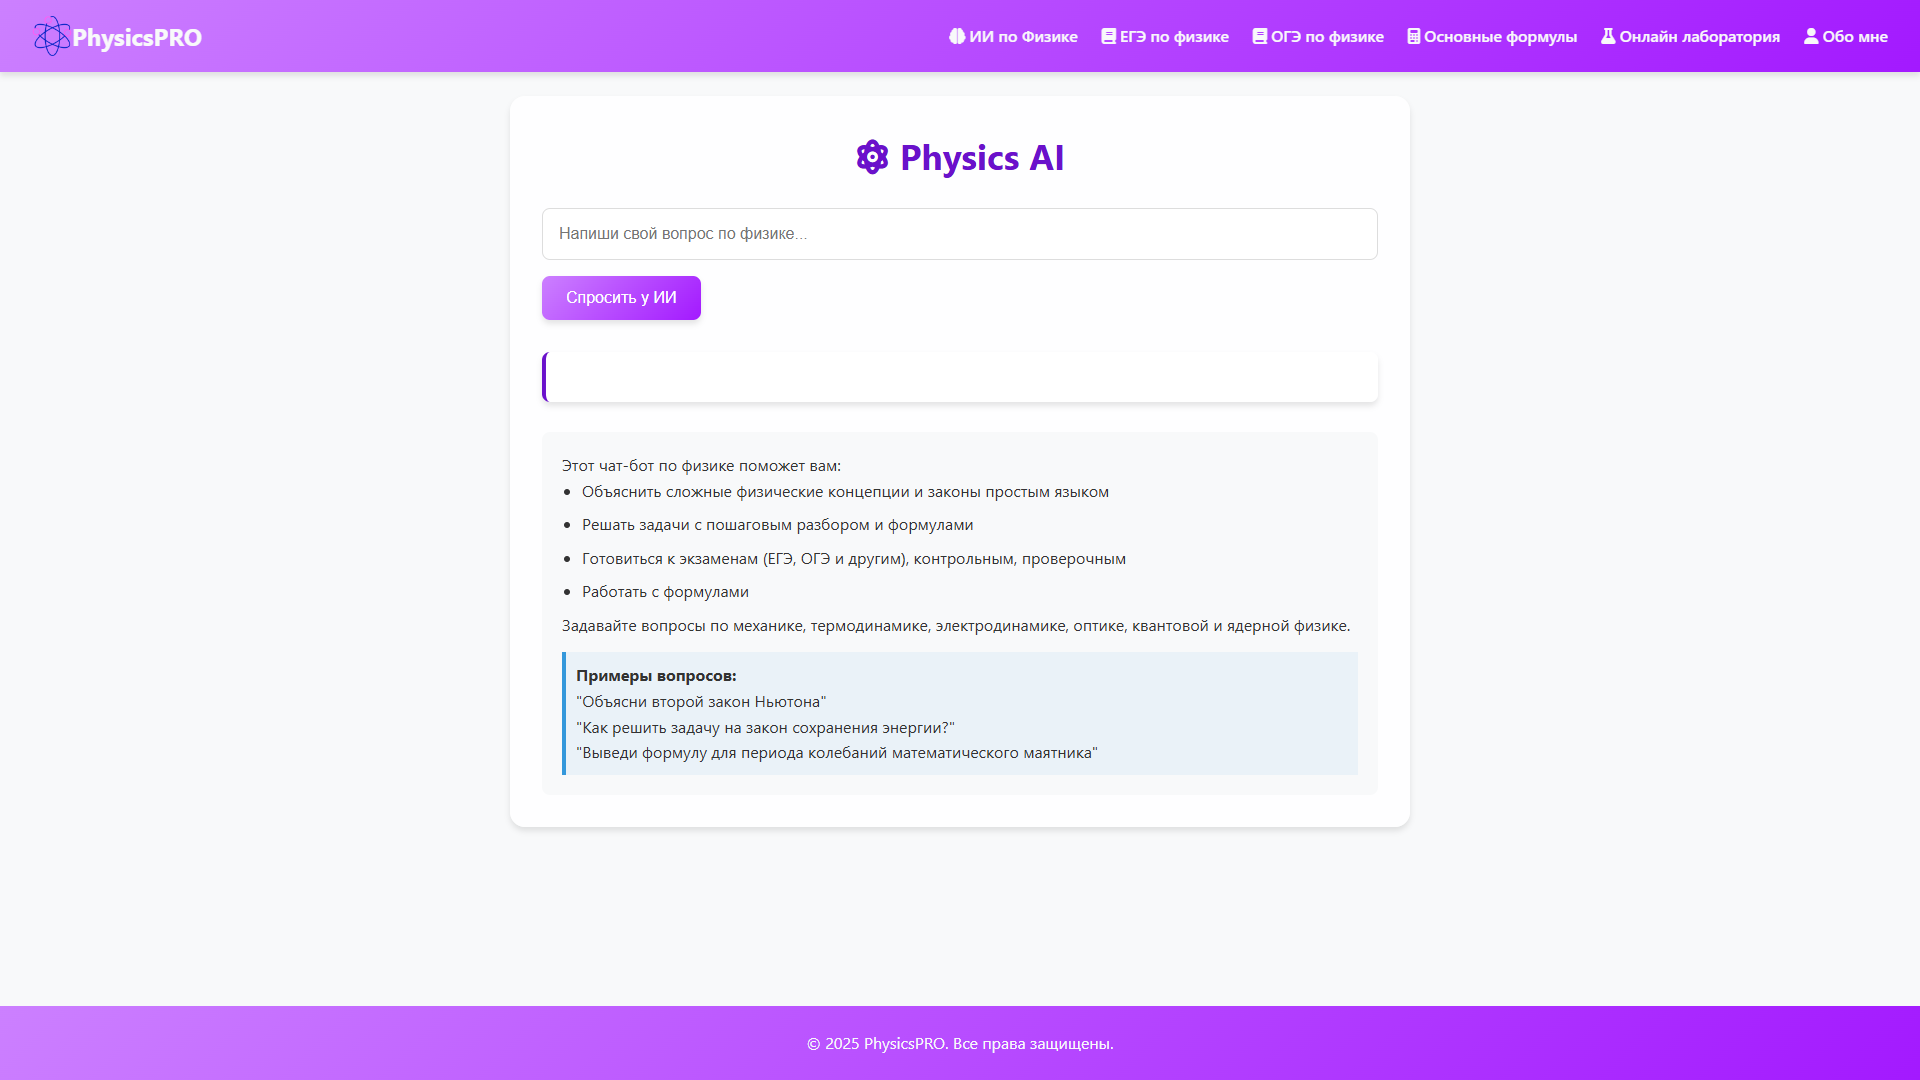 PhysicsPRO
ИИ по Физике
ЕГЭ по физике
ОГЭ по физике
Основные формулы
Онлайн лаборатория
Обо мне
Physics AI
Напиши свой вопрос по физике...
Спросить у ИИ
Этот чат-бот по физике поможет вам:
Объяснить сложные физические концепции и законы простым языком
Решать задачи с пошаговым разбором и формулами
Готовиться к экзаменам (ЕГЭ, ОГЭ и другим), контрольным, проверочным
Работать с формулами
Задавайте вопросы по механике, термодинамике, электродинамике, оптике, квантовой и ядерной физике.
Примеры вопросов:
"Объясни второй закон Ньютона"
"Как решить задачу на закон сохранения энергии?"
"Выведи формулу для периода колебаний математического маятника"
© 2025 PhysicsPRO. Все права защищены.